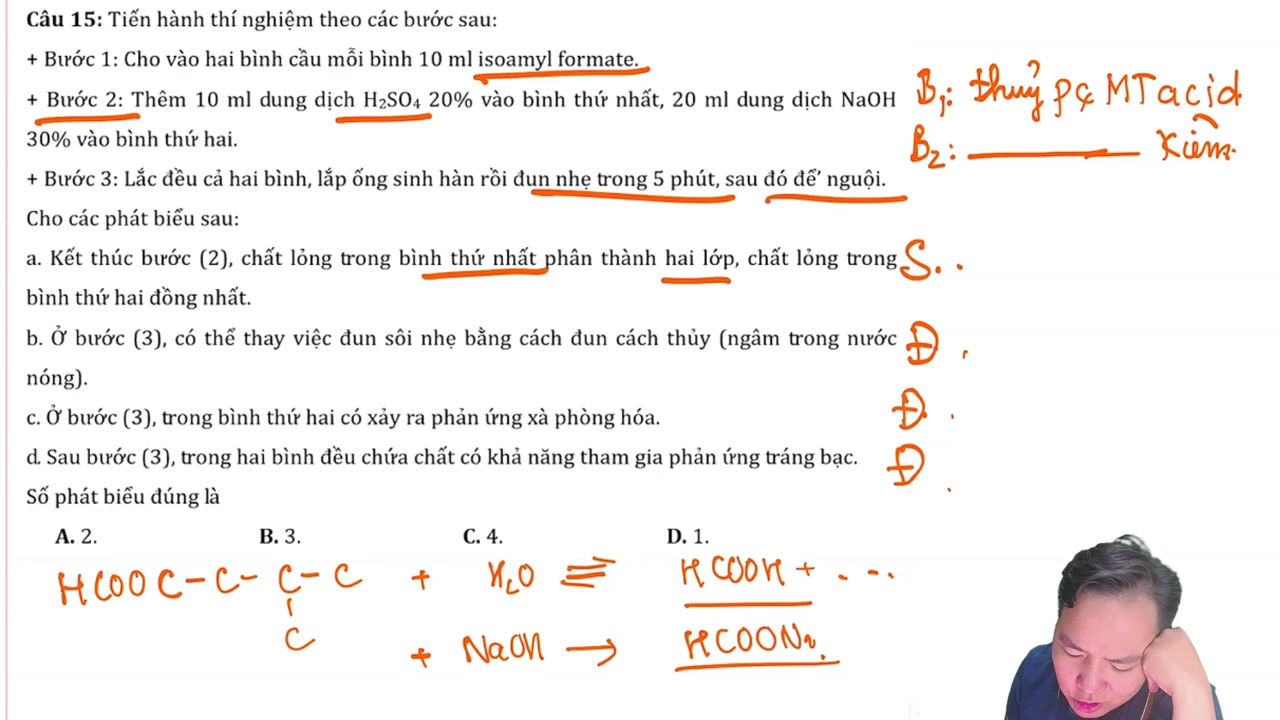 Câu 15: Tiến hành thí nghiệm theo các bước sau:
+ Bước 1: Cho vào hai bình cầu mỗi bình 10 ml isoamyl formate.
+ Bước 2: Thêm 10 ml dung dịch H₂SO₄ 20% vào bình thứ nhất, 20 ml dung dịch NaOH
30% vào bình thứ hai.
B₁: thuỷ pç MT acid
B₂: ——— Kiềm
+ Bước 3: Lắc đều cả hai bình, lắp ống sinh hàn rồi đun nhẹ trong 5 phút, sau đó để nguội.
Cho các phát biểu sau:
a. Kết thúc bước (2), chất lỏng trong bình thứ nhất phân thành hai lớp, chất lỏng trong
bình thứ hai đồng nhất.
S
b. Ở bước (3), có thể thay việc đun sôi nhẹ bằng cách đun cách thủy (ngâm trong nước
nóng).
Đ
c. Ở bước (3), trong bình thứ hai có xảy ra phản ứng xà phòng hóa.
Đ
d. Sau bước (3), trong hai bình đều chứa chất có khả năng tham gia phản ứng tráng bạc.
Đ
Số phát biểu đúng là
A. 2. B. 3. C. 4. D. 1.
HCOOC-C-C-C + H₂O ⇌ HCOOH + ...
C
+ NaOH → HCOONa